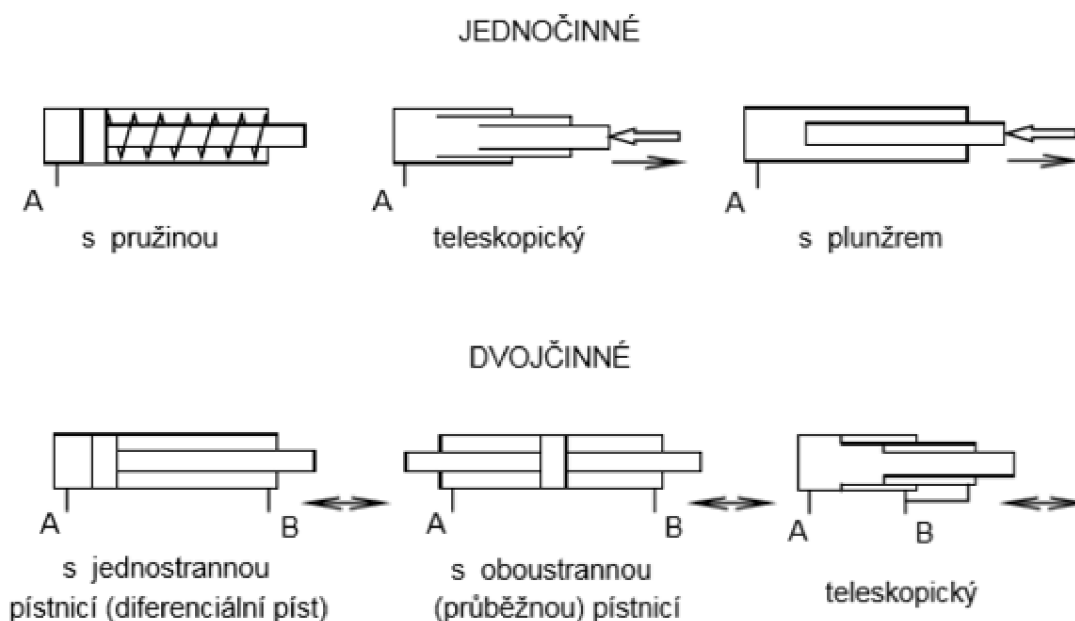 JEDNOČINNÉ
A A A
s pružinou teleskopický s plunžrem
DVOJČINNÉ
A B A B A B
s jednostrannou s oboustrannou teleskopický
pístnicí (diferenciální píst) (průběžnou) pístnicí